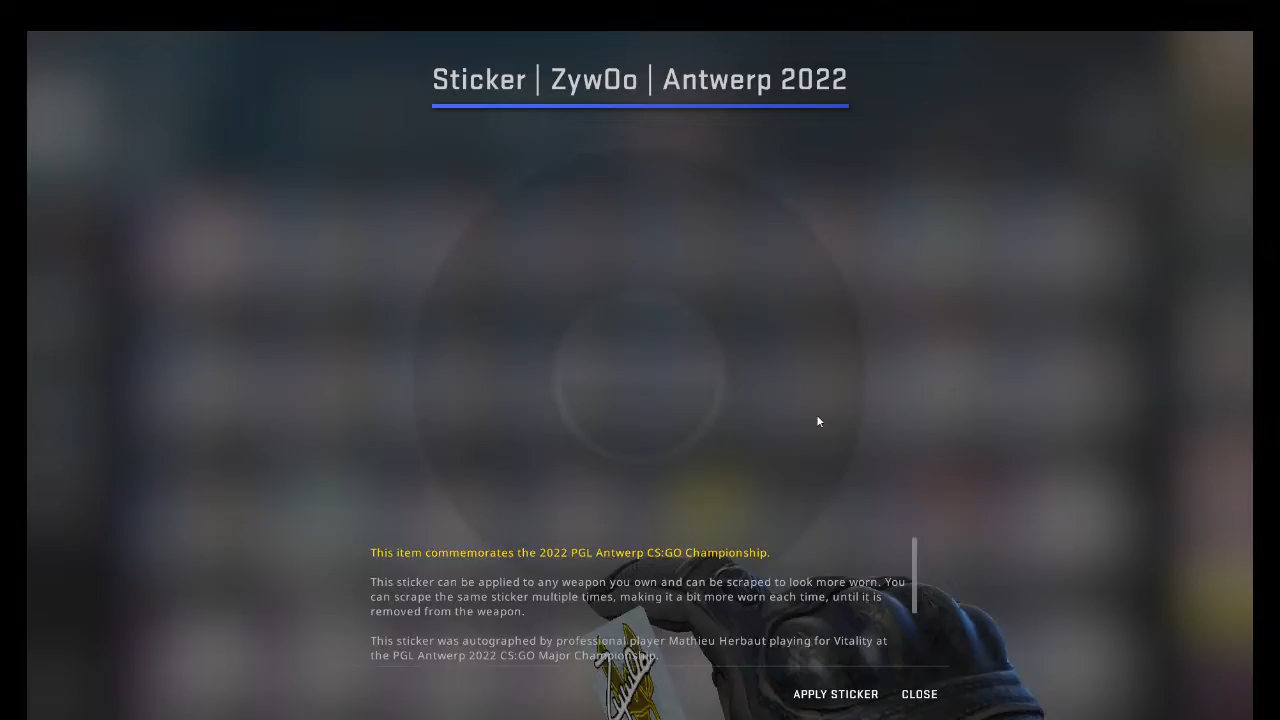 Sticker | ZywOo | Antwerp 2022
This item commemorates the 2022 PGL Antwerp CS:GO Championship.
This sticker can be applied to any weapon you own and can be scraped to look more worn. You
can scrape the same sticker multiple times, making it a bit more worn each time, until it is
removed from the weapon.
This sticker was autographed by professional player Mathieu Herbaut playing for Vitality at
the PGL Antwerp 2022 CS:GO Major Championship.
APPLY STICKER CLOSE